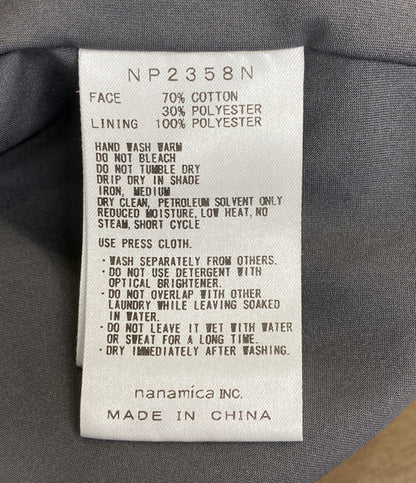 NP2358N
FACE 70% COTTON
30% POLYESTER
LINING 100% POLYESTER
HAND WASH WARM
DO NOT BLEACH
DO NOT TUMBLE DRY
DRIP DRY IN SHADE
IRON, MEDIUM
DRY CLEAN, PETROLEUM SOLVENT ONLY
REDUCED MOISTURE, LOW HEAT, NO
STEAM, SHORT CYCLE
USE PRESS CLOTH.
・WASH SEPARATELY FROM OTHERS.
・DO NOT USE DETERGENT WITH
OPTICAL BRIGHTENER.
・DO NOT OVERLAP WITH OTHER
LAUNDRY WHILE LEAVING SOAKED
IN WATER.
・DO NOT LEAVE IT WET WITH WATER
OR SWEAT FOR A LONG TIME.
・DRY IMMEDIATELY AFTER WASHING.
nanamica INC.
MADE IN CHINA